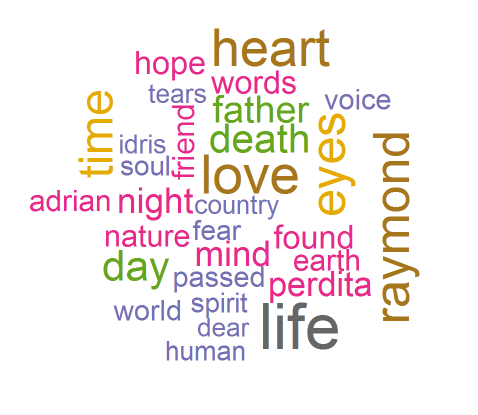 heart
hope
words
tears
voice
father
time
friend
death
eyes
idris
soul
love
raymond
adrian
night
country
nature
fear
found
mind
earth
day
passed
perdita
world
spirit
dear
life
human